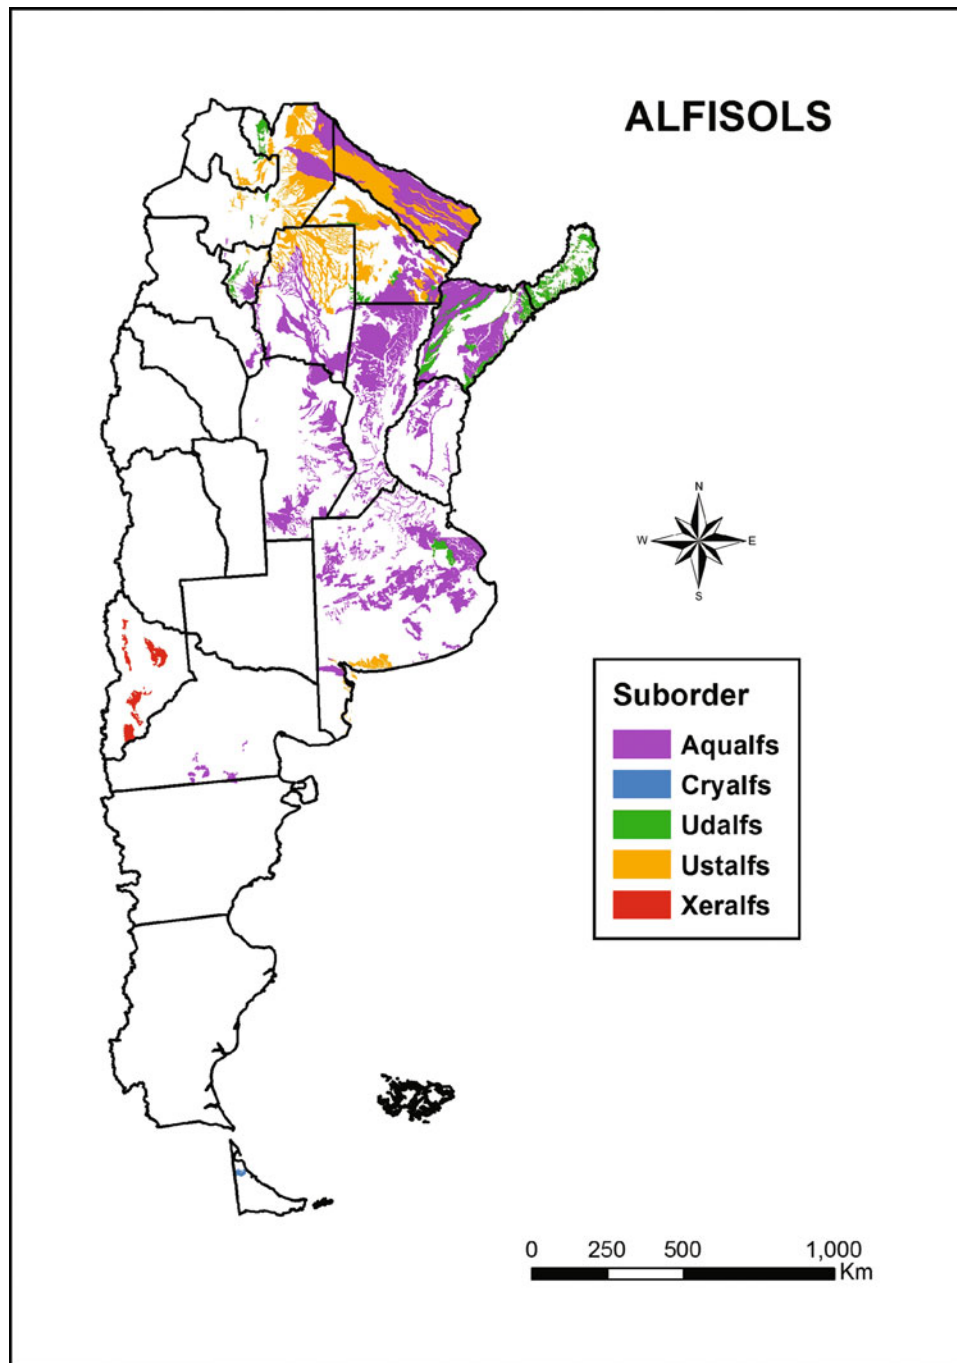 ALFISOLS
N
W
E
S
Suborder
Aqualfs
Cryalfs
Udalfs
Ustalfs
Xeralfs
0 250 500 1,000
Km